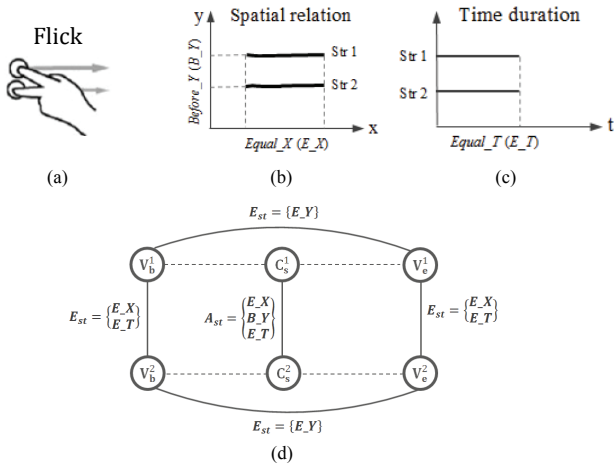 Flick
(a)
y
Spatial relation
Str 1
Str 2
Before_Y (B_Y)
x
Equal_X (E_X)
(b)
Time duration
Str 1
Str 2
t
Equal_T (E_T)
(c)
E_st = {E_Y}
V_b^1
C_s^1
V_e^1
E_st = {E_X E_T}
A_st = {E_X B_Y E_T}
E_st = {E_X E_T}
V_b^2
C_s^2
V_e^2
E_st = {E_Y}
(d)